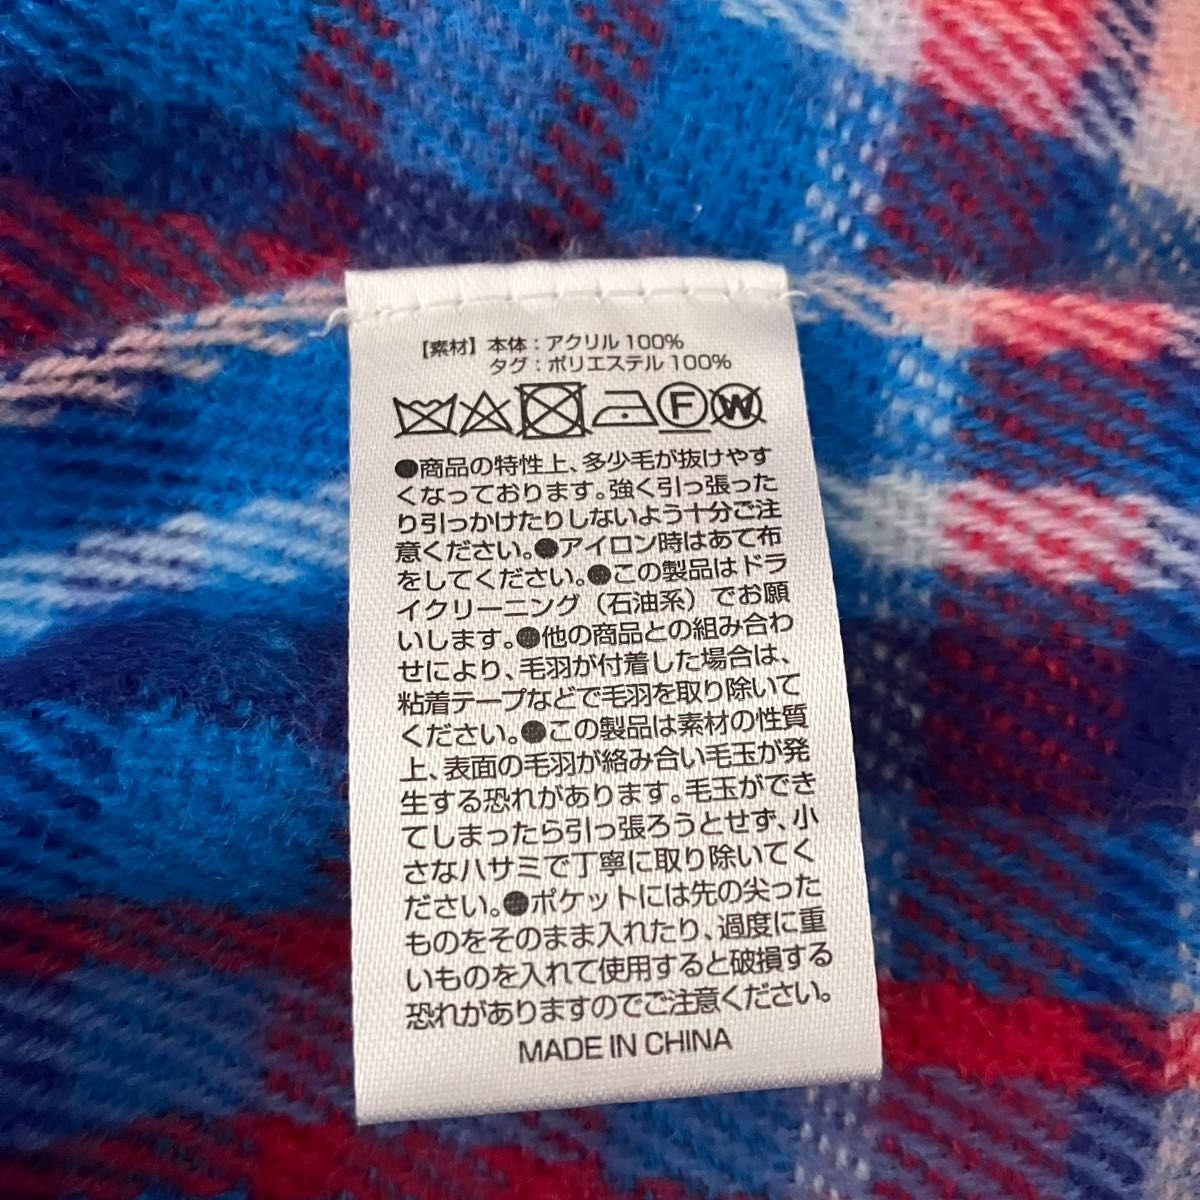 【素材】本体：アクリル 100%
タグ：ポリエステル 100%
F W
●商品の特性上、多少毛が抜けやす
くなっております。強く引っ張った
り引っかけたりしないよう十分ご注
意ください。●アイロン時はあて布
をしてください。●この製品はドラ
イクリーニング（石油系）でお願
いします。●他の商品との組み合わ
せにより、毛羽が付着した場合は、
粘着テープなどで毛羽を取り除いて
ください。●この製品は素材の性質
上、表面の毛羽が絡み合い毛玉が発
生する恐れがあります。毛玉ができ
てしまったら引っ張ろうとせず、小
さなハサミで丁寧に取り除いてく
ださい。●ポケットには先の尖った
ものをそのまま入れたり、過度に重
いものを入れて使用すると破損する
恐れがありますのでご注意ください。
MADE IN CHINA